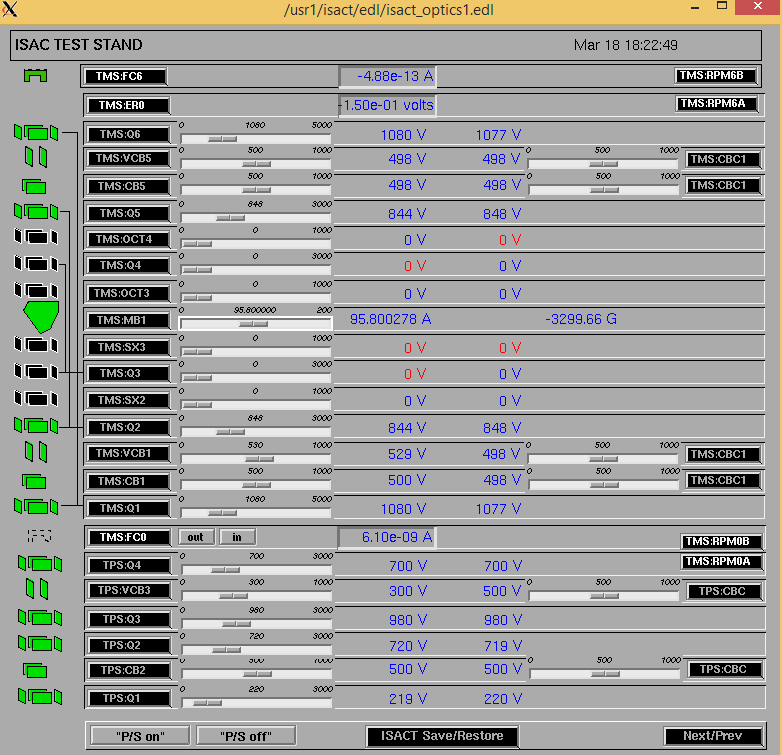 /usr1/isact/edl/isact_optics1.edl
ISAC TEST STAND Mar 18 18:22:49
TMS:FC6 -4.88e-13 A TMS:RPM6B
TMS:ER0 -1.50e-01 volts TMS:RPM6A
TMS:Q6 0 1080 5000 1080 V 1077 V
TMS:VCB5 0 500 1000 498 V 498 V 0 500 1000 TMS:CBC1
TMS:CB5 0 500 1000 498 V 498 V 0 500 1000 TMS:CBC1
TMS:Q5 0 848 3000 844 V 848 V
TMS:OCT4 0 0 1000 0 V 0 V
TMS:Q4 0 0 3000 0 V 0 V
TMS:OCT3 0 0 1000 0 V 0 V
TMS:MB1 0 95.800000 200 95.800278 A -3299.66 G
TMS:SX3 0 0 1000 0 V 0 V
TMS:Q3 0 0 3000 0 V 0 V
TMS:SX2 0 0 1000 0 V 0 V
TMS:Q2 0 848 3000 844 V 848 V
TMS:VCB1 0 530 1000 529 V 498 V 0 500 1000 TMS:CBC1
TMS:CB1 0 500 1000 500 V 498 V 0 500 1000 TMS:CBC1
TMS:Q1 0 1080 5000 1080 V 1077 V
TMS:FC0 out in 6.10e-09 A TMS:RPM0B
TPS:Q4 0 700 3000 700 V 700 V TMS:RPM0A
TPS:VCB3 0 300 1000 300 V 500 V 0 500 1000 TPS:CBC
TPS:Q3 0 980 3000 980 V 980 V
TPS:Q2 0 720 3000 720 V 719 V
TPS:CB2 0 500 1000 500 V 500 V 0 500 1000 TPS:CBC
TPS:Q1 0 220 3000 219 V 220 V
"P/S on" "P/S off" ISACT Save/Restore Next/Prev